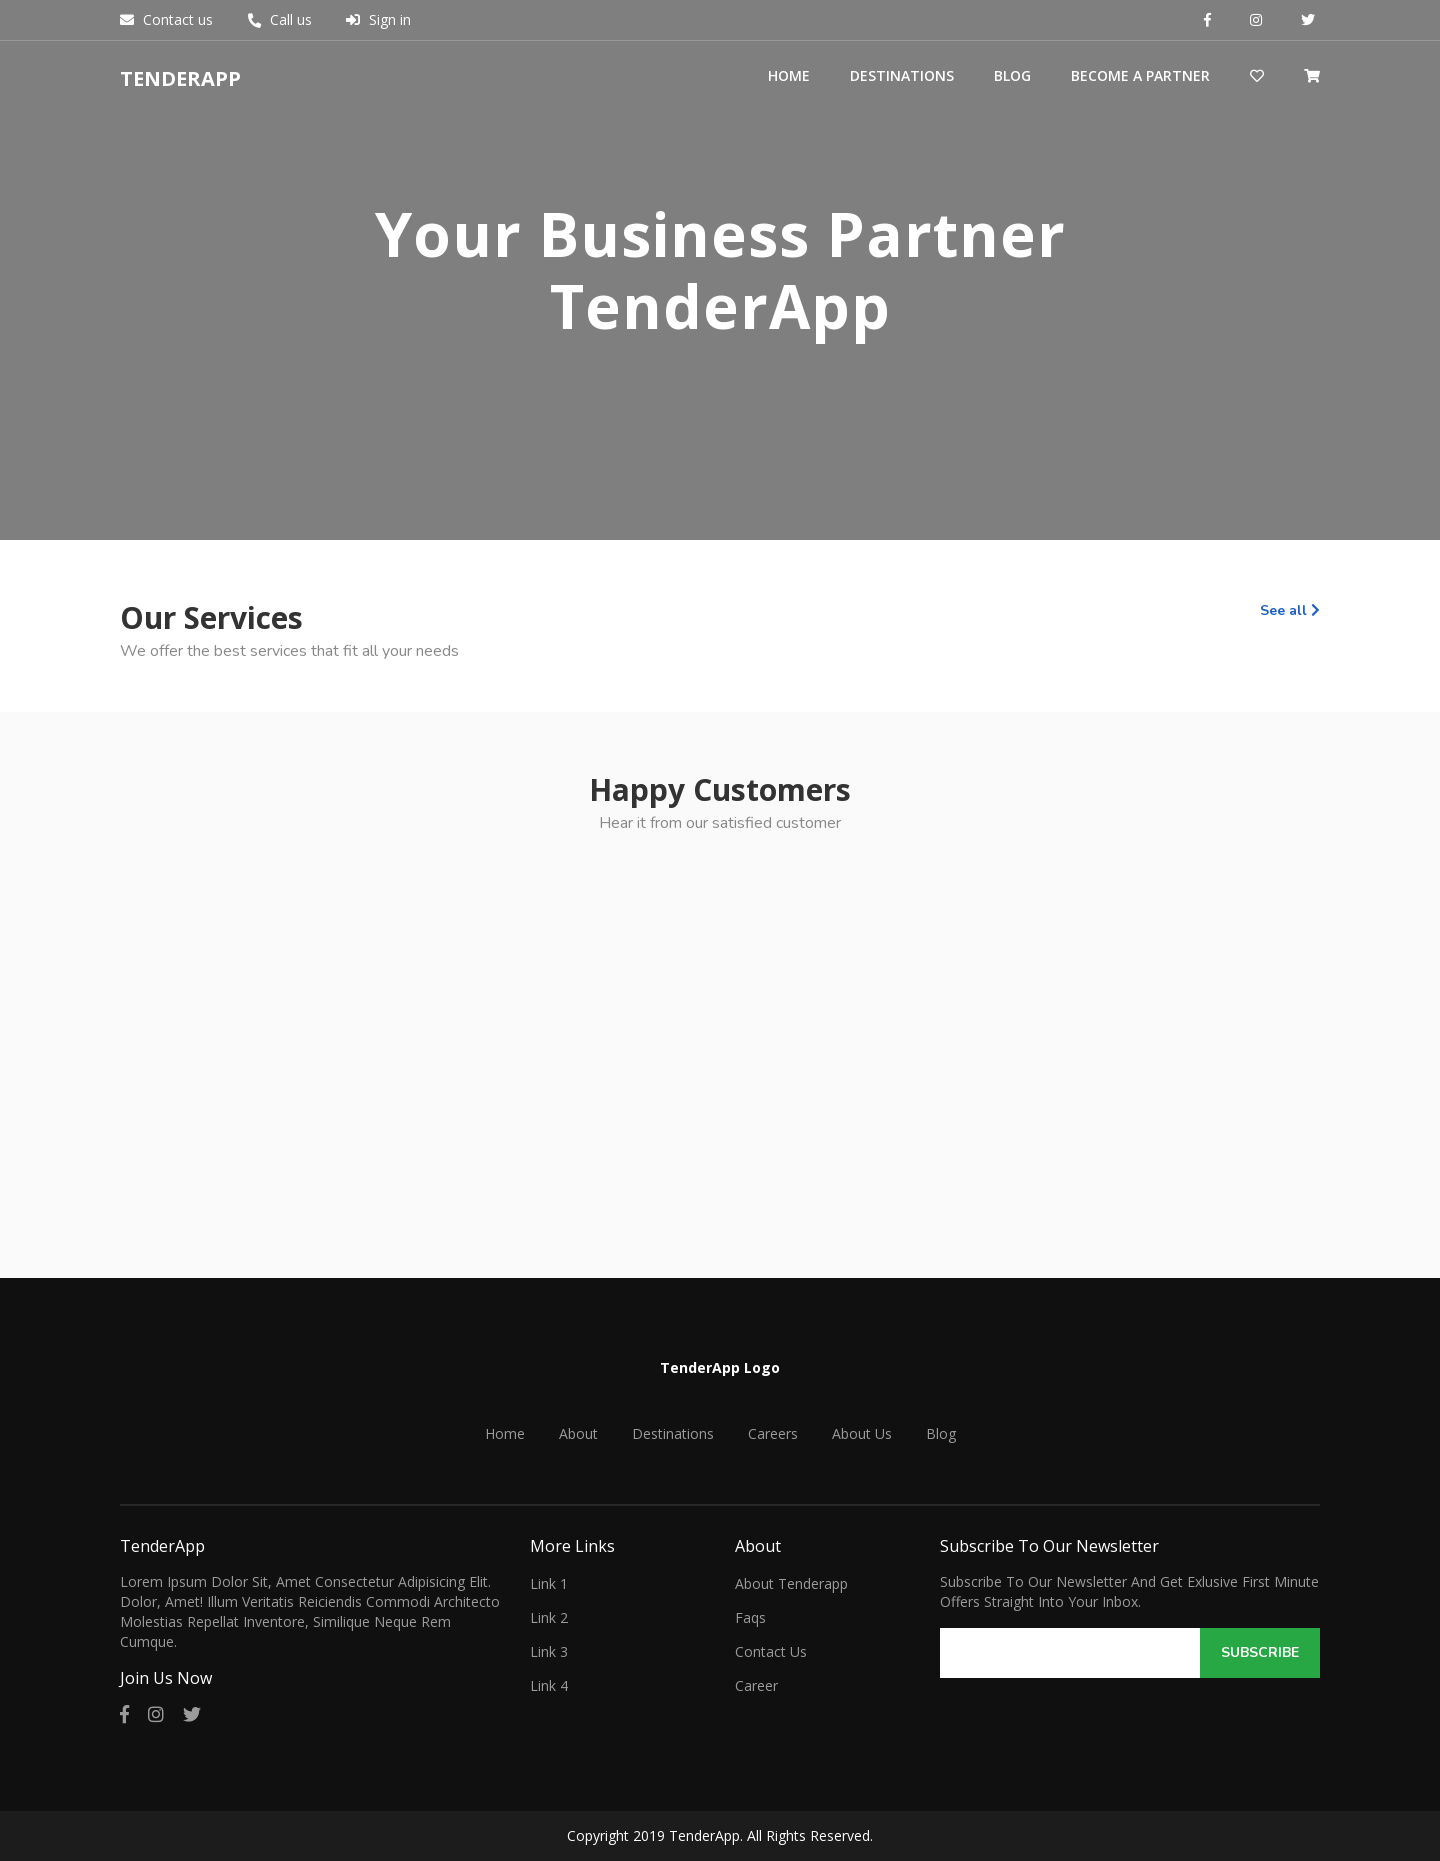 Contact us Call us Sign in
TENDERAPP HOME DESTINATIONS BLOG BECOME A PARTNER
Your Business Partner
TenderApp
Our Services See all
We offer the best services that fit all your needs
Happy Customers
Hear it from our satisfied customer
TenderApp Logo
Home About Destinations Careers About Us Blog
TenderApp
Lorem Ipsum Dolor Sit, Amet Consectetur Adipisicing Elit.
Dolor, Amet! Illum Veritatis Reiciendis Commodi Architecto
Molestias Repellat Inventore, Similique Neque Rem
Cumque.
Join Us Now
More Links
Link 1
Link 2
Link 3
Link 4
About
About Tenderapp
Faqs
Contact Us
Career
Subscribe To Our Newsletter
Subscribe To Our Newsletter And Get Exlusive First Minute
Offers Straight Into Your Inbox.
SUBSCRIBE
Copyright 2019 TenderApp. All Rights Reserved.